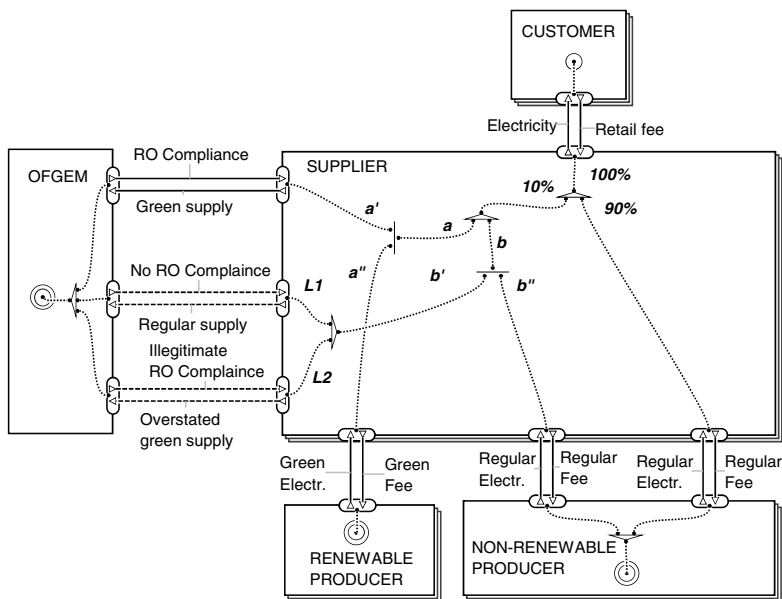 CUSTOMER
Electricity
Retail fee
OFGEM
RO Compliance
Green supply
SUPPLIER
10%
100%
90%
a'
a
b
a''
b'
b''
No RO Complaince
Regular supply
L1
Illegitimate
RO Complaince
L2
Overstated
green supply
Green
Electr.
Green
Fee
Regular
Electr.
Regular
Fee
Regular
Electr.
Regular
Fee
RENEWABLE
PRODUCER
NON-RENEWABLE
PRODUCER